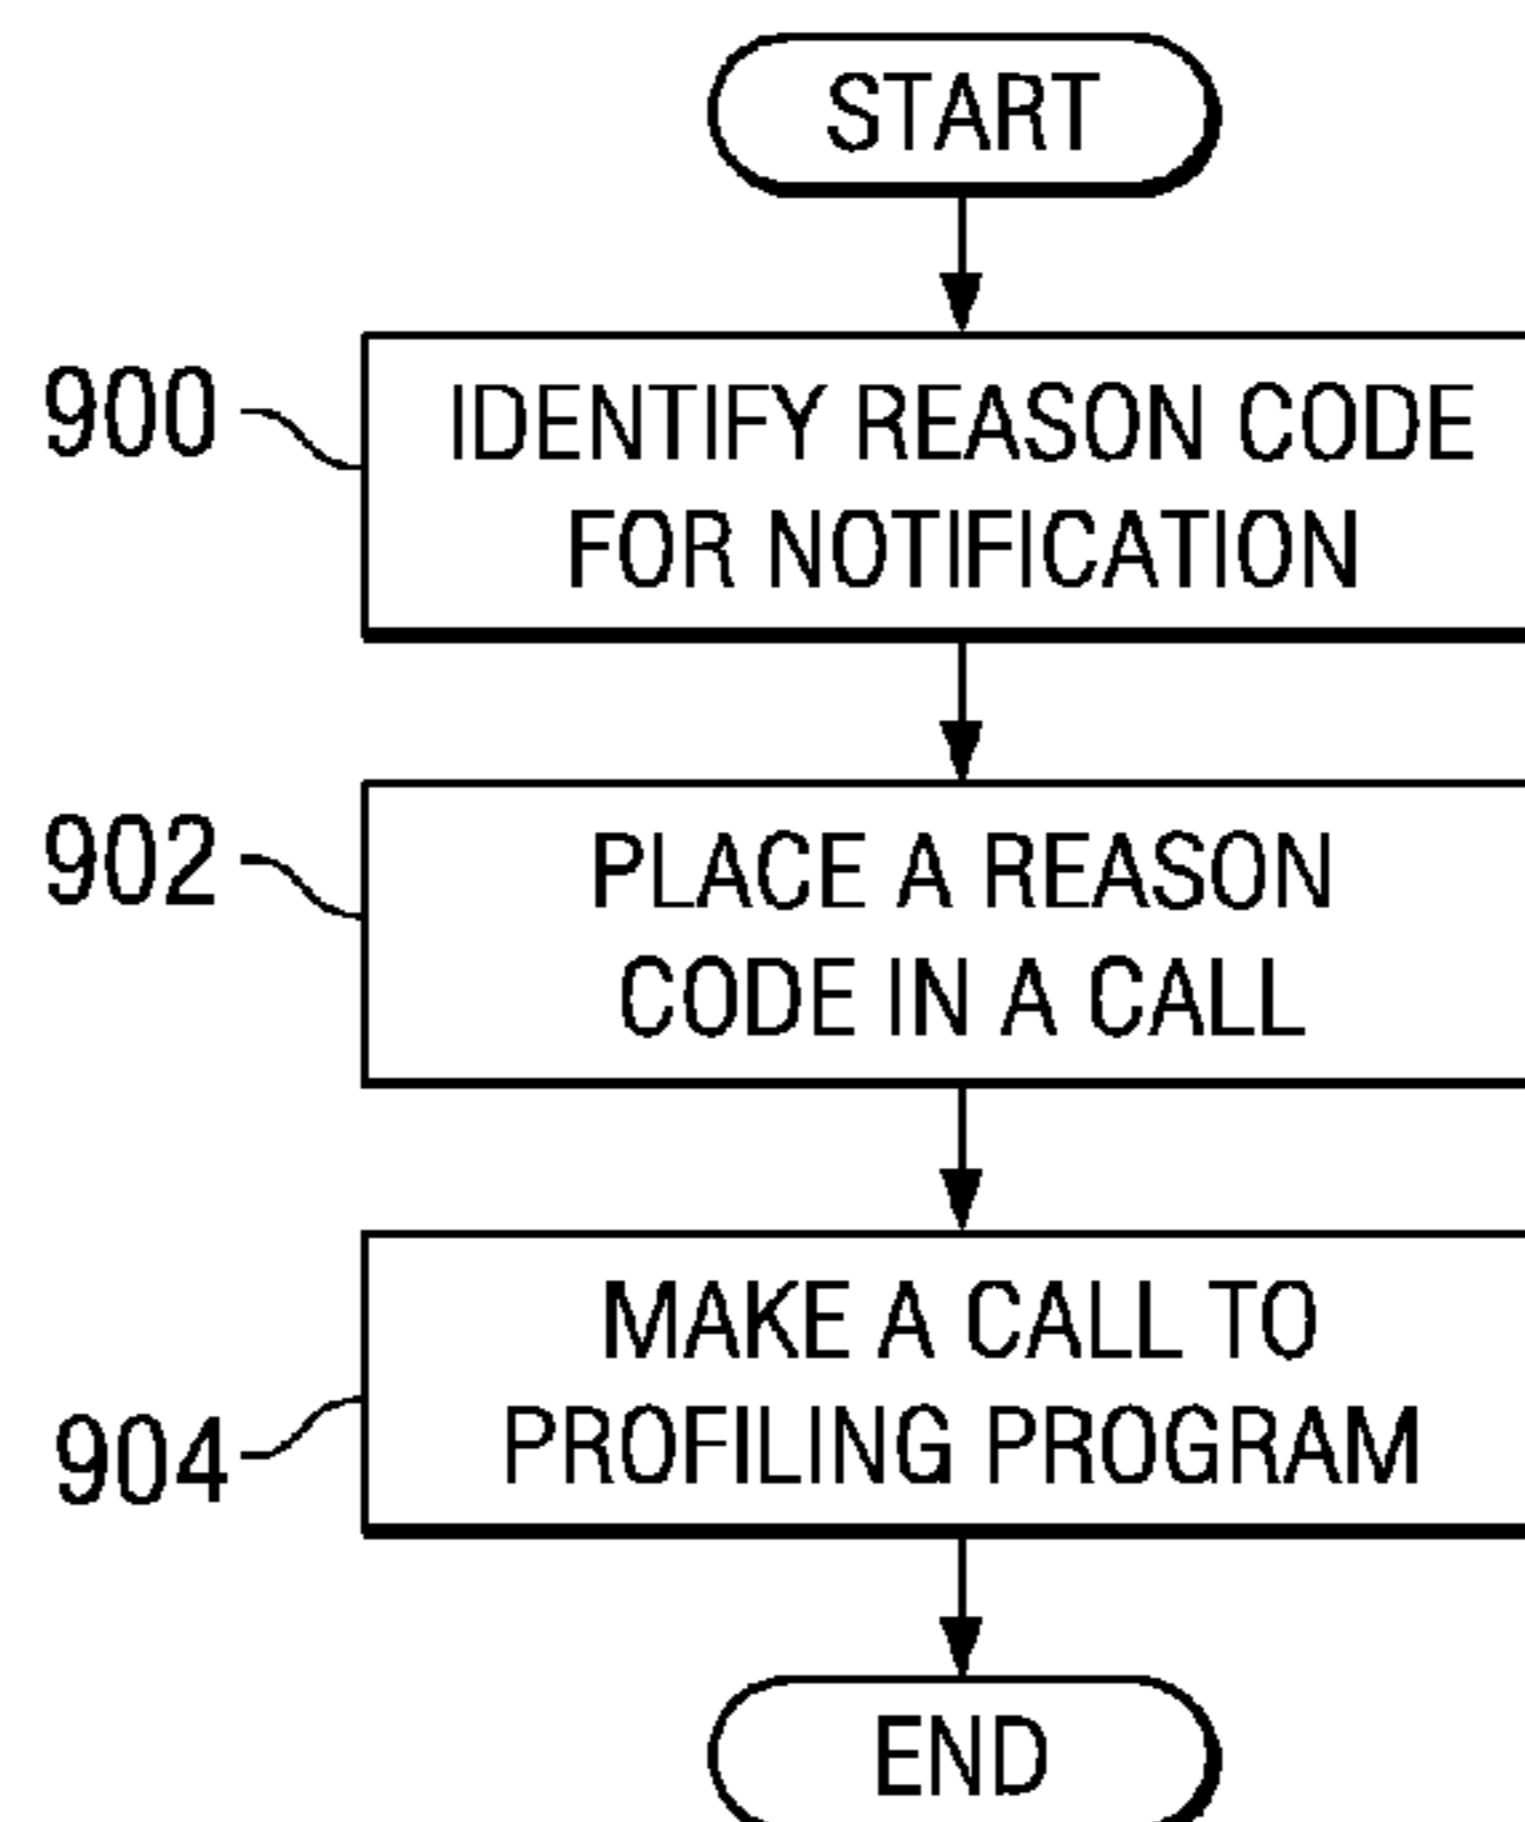 START
900
IDENTIFY REASON CODE
FOR NOTIFICATION
902
PLACE A REASON
CODE IN A CALL
904
MAKE A CALL TO
PROFILING PROGRAM
END